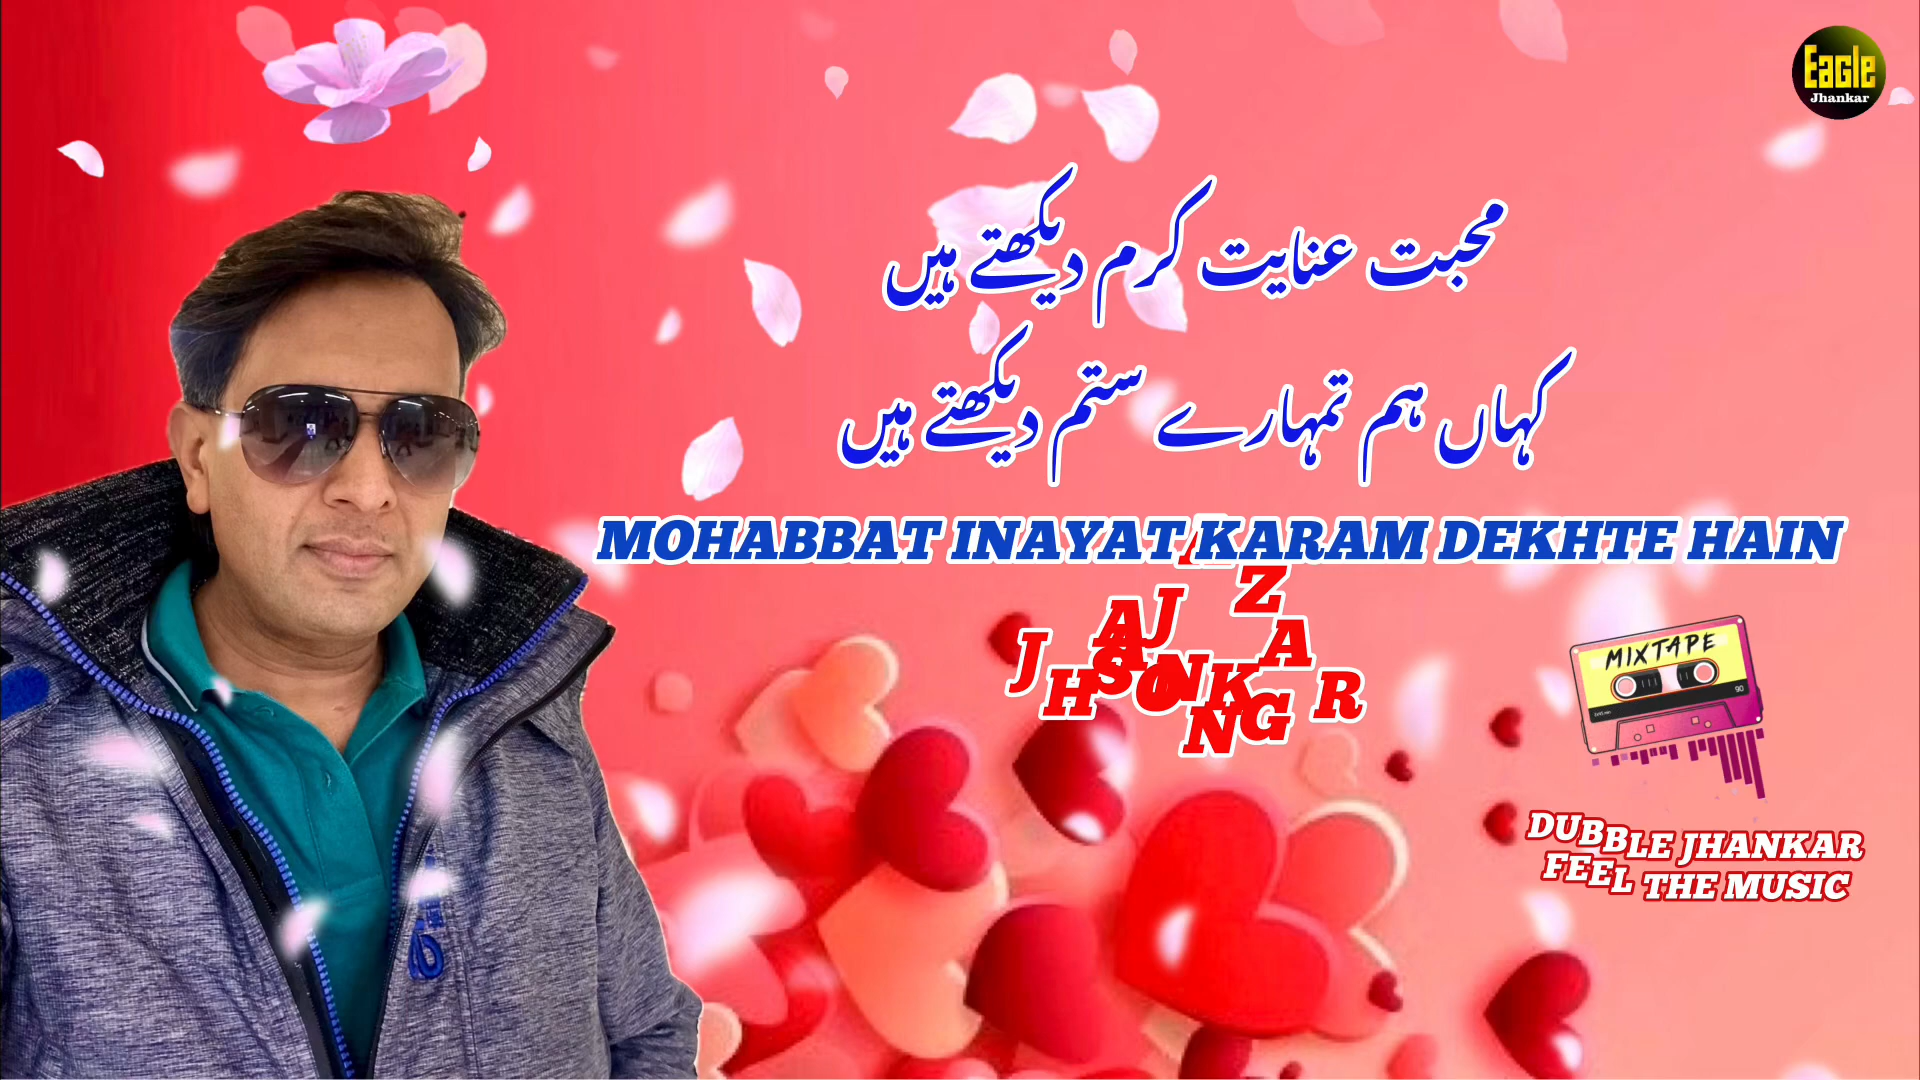 Eagle
Jhankar
محبت عنایت کرم دیکھتے ہیں
کہاں ہم تمہارے ستم دیکھتے ہیں
MOHABBAT INAYAT KARAM DEKHTE HAIN
MIXTAPE
90
DUBBLE JHANKAR
FEEL THE MUSIC